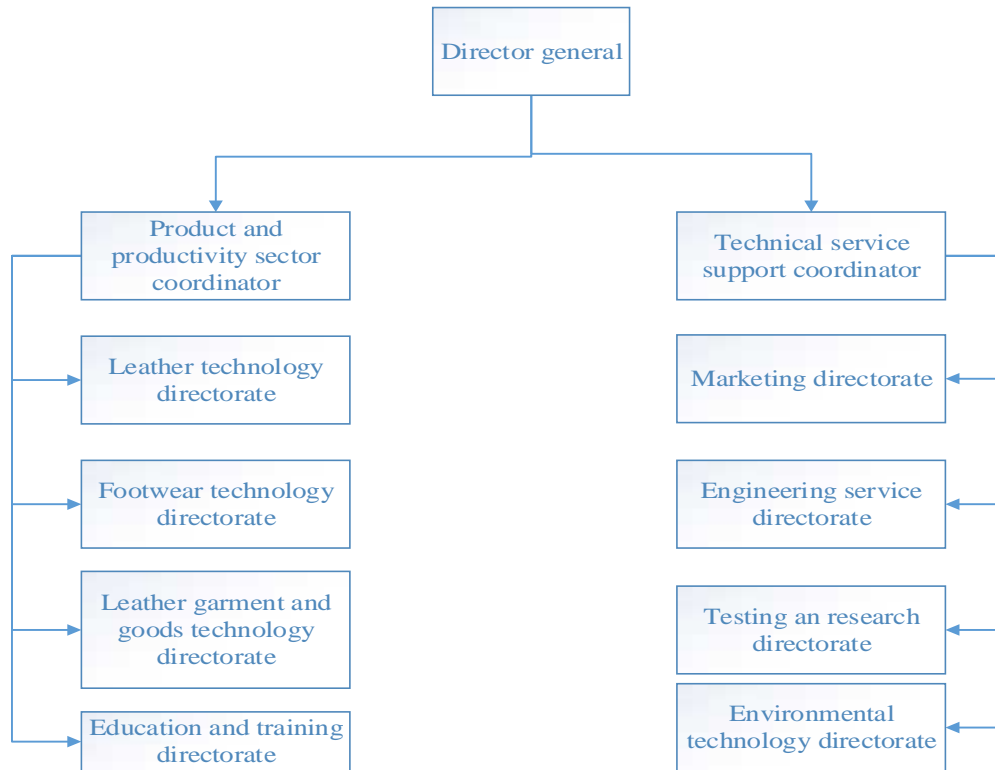 Director general
Product and
productivity sector
coordinator
Technical service
support coordinator
Leather technology
directorate
Marketing directorate
Footwear technology
directorate
Engineering service
directorate
Leather garment and
goods technology
directorate
Testing an research
directorate
Education and training
directorate
Environmental
technology directorate